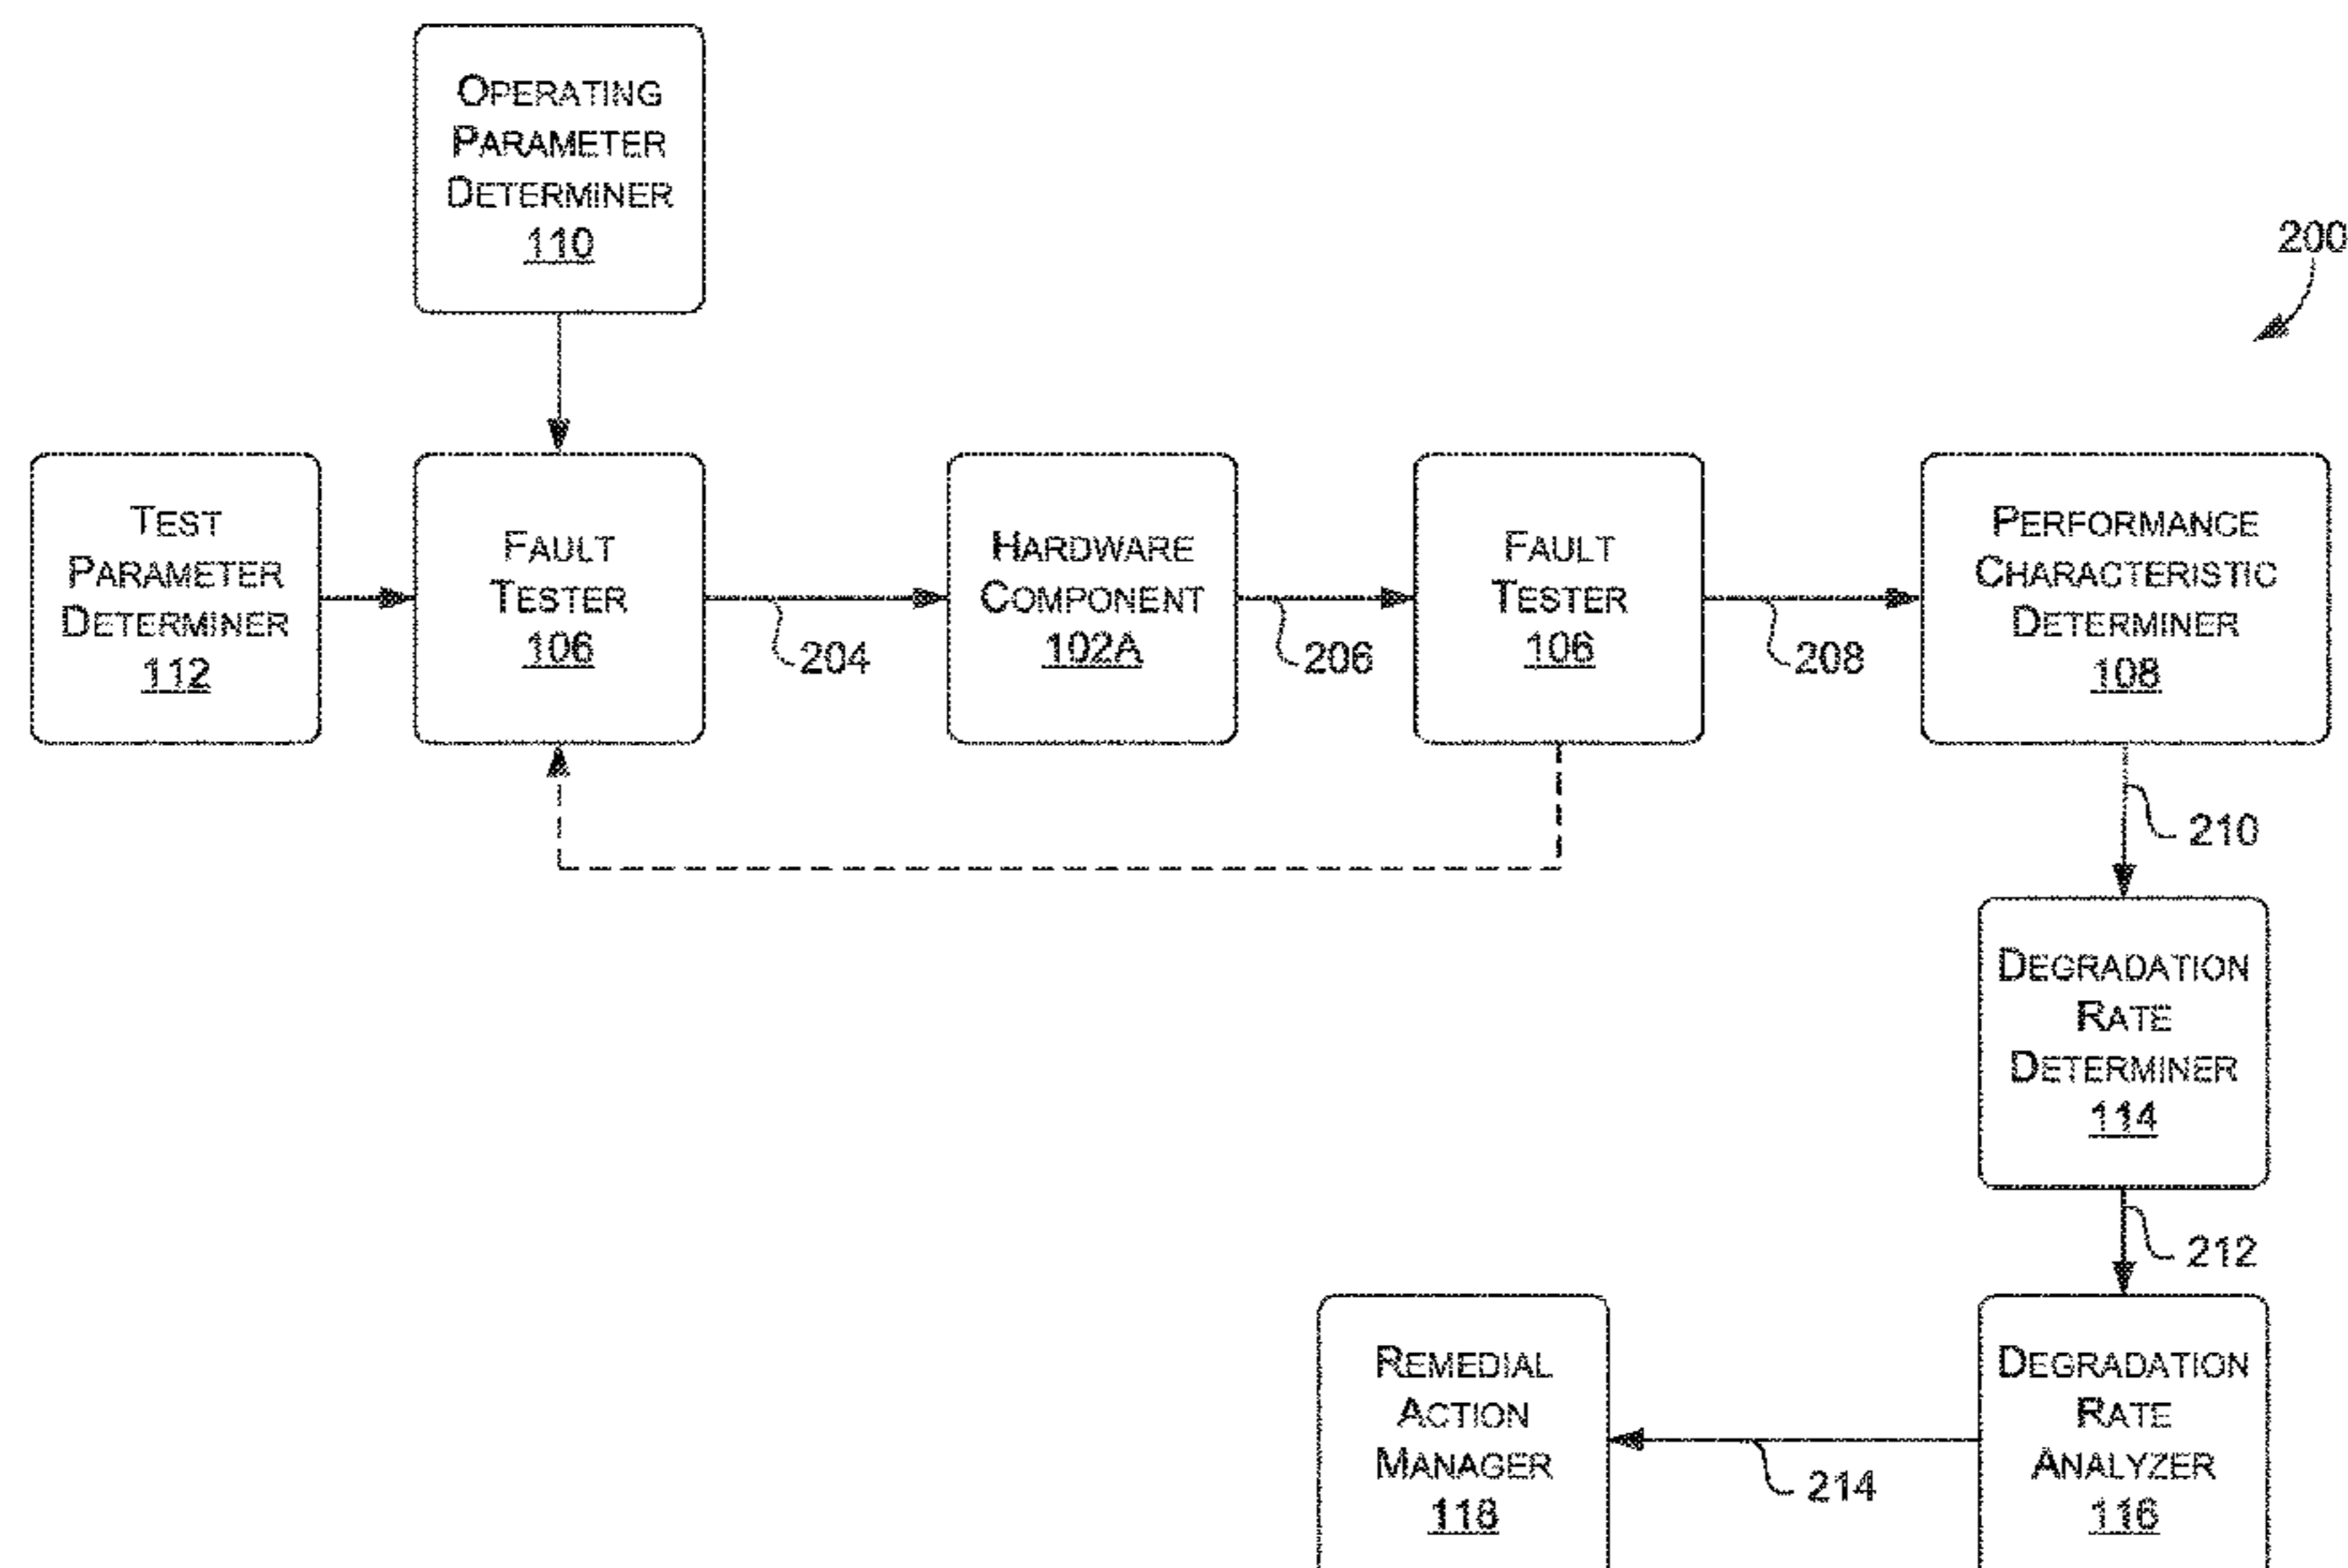 OPERATING
PARAMETER
DETERMINER
110
200
TEST
PARAMETER
DETERMINER
112
FAULT
TESTER
106
204
HARDWARE
COMPONENT
102A
206
FAULT
TESTER
106
208
PERFORMANCE
CHARACTERISTIC
DETERMINER
108
210
DEGRADATION
RATE
DETERMINER
114
212
REMEDIAL
ACTION
MANAGER
118
214
DEGRADATION
RATE
ANALYZER
116